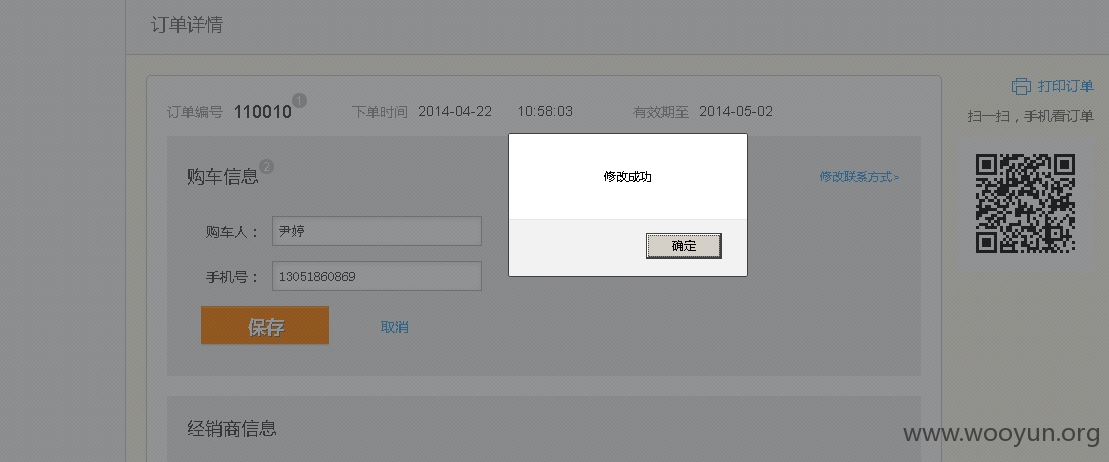 订单详情
订单编号 110010 1 下单时间 2014-04-22 10:58:03 有效期至 2014-05-02
打印订单
扫一扫，手机看订单
购车信息 2
修改联系方式»
修改成功
确定
购车人： 尹婷
手机号： 13051860869
保存 取消
经销商信息
www.wooyun.org